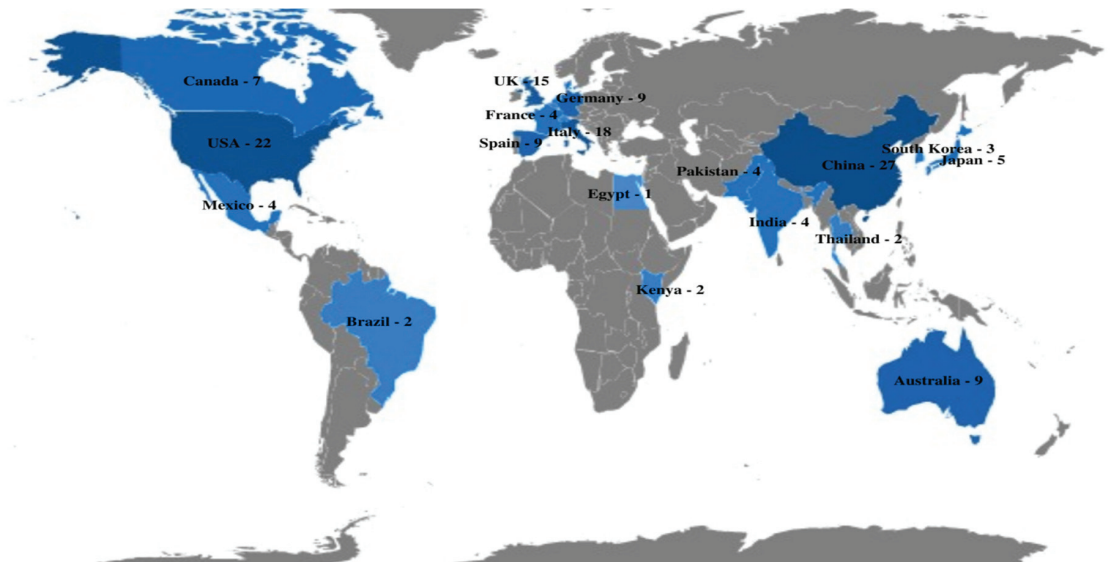 Canada - 7
UK - 15
Germany - 9
France - 4
Italy - 18
Spain - 9
USA - 22
South Korea - 3
Japan - 5
China - 27
Pakistan - 4
Egypt - 1
Mexico - 4
India - 4
Thailand - 2
Kenya - 2
Brazil - 2
Australia - 9